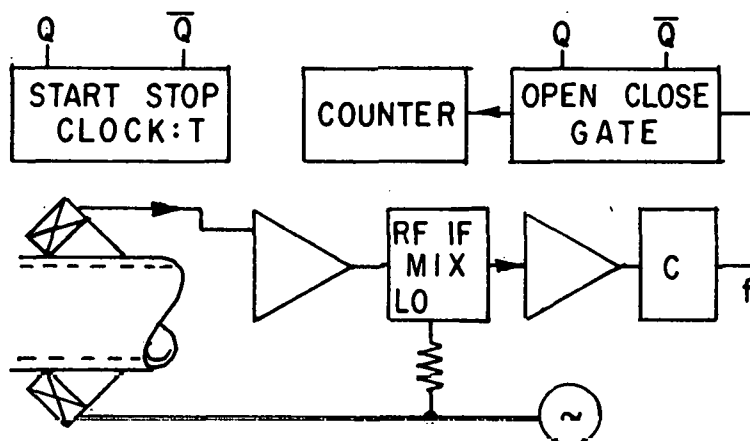 Q Q̅
START STOP
CLOCK:T
COUNTER
Q Q̅
OPEN CLOSE
GATE
RF IF
MIX
LO
C
f
~